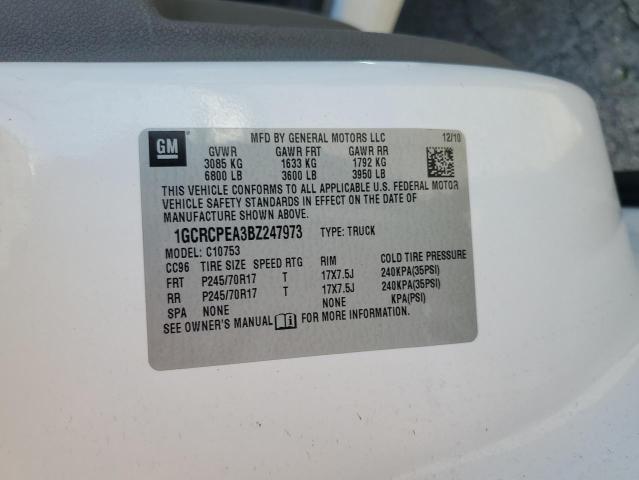 GM
MFD BY GENERAL MOTORS LLC 12/10
GVWR GAWR FRT GAWR RR
3085 KG 1633 KG 1792 KG
6800 LB 3600 LB 3950 LB
THIS VEHICLE CONFORMS TO ALL APPLICABLE U.S. FEDERAL MOTOR
VEHICLE SAFETY STANDARDS IN EFFECT ON THE DATE OF
MANUFACTURE SHOWN ABOVE.
1GCRCPEA3BZ247973 TYPE: TRUCK
MODEL: C10753
CC96 TIRE SIZE SPEED RTG RIM COLD TIRE PRESSURE
FRT P245/70R17 T 17X7.5J 240KPA(35PSI)
RR P245/70R17 T 17X7.5J 240KPA(35PSI)
SPA NONE NONE KPA(PSI)
SEE OWNER'S MANUAL FOR MORE INFORMATION.